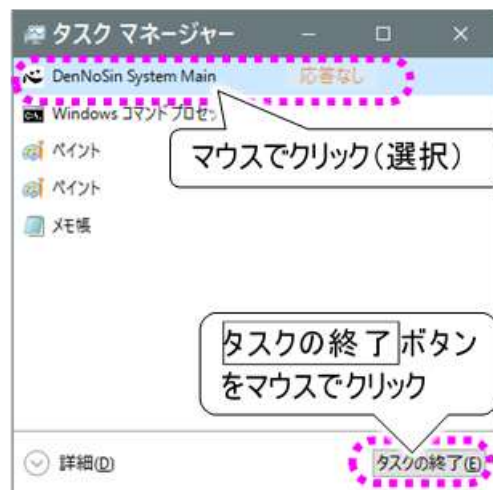 タスク マネージャー
DenNoSin System Main 応答なし
Windows コマンド プロセッ
マウスでクリック(選択)
ペイント
ペイント
メモ帳
タスクの終了ボタン
をマウスでクリック
詳細(D)
タスクの終了(E)